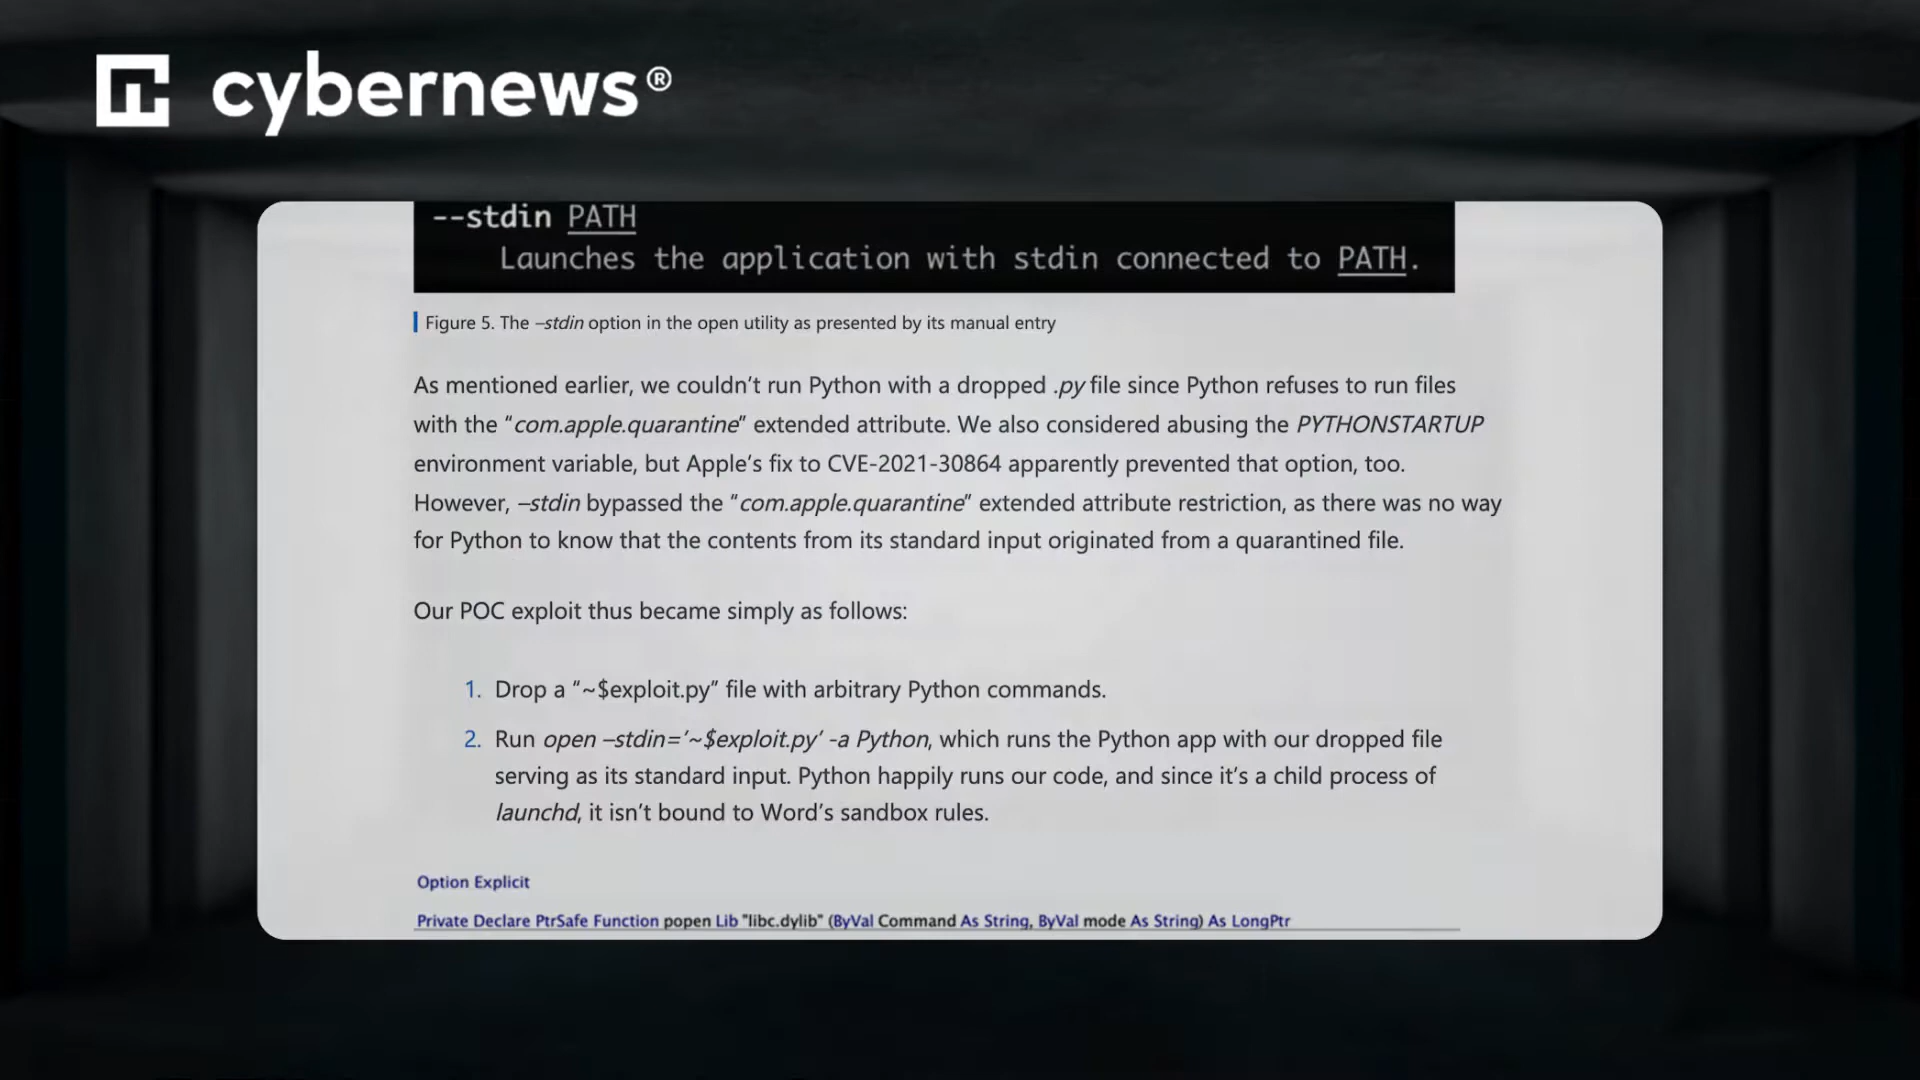 cybernews®
--stdin PATH
Launches the application with stdin connected to PATH.
Figure 5. The –stdin option in the open utility as presented by its manual entry
As mentioned earlier, we couldn’t run Python with a dropped .py file since Python refuses to run files
with the “com.apple.quarantine” extended attribute. We also considered abusing the PYTHONSTARTUP
environment variable, but Apple’s fix to CVE-2021-30864 apparently prevented that option, too.
However, –stdin bypassed the “com.apple.quarantine” extended attribute restriction, as there was no way
for Python to know that the contents from its standard input originated from a quarantined file.
Our POC exploit thus became simply as follows:
1. Drop a “~$exploit.py” file with arbitrary Python commands.
2. Run open –stdin=’~$exploit.py’ -a Python, which runs the Python app with our dropped file
serving as its standard input. Python happily runs our code, and since it’s a child process of
launchd, it isn’t bound to Word’s sandbox rules.
Option Explicit
Private Declare PtrSafe Function popen Lib "libc.dylib" (ByVal Command As String, ByVal mode As String) As LongPtr